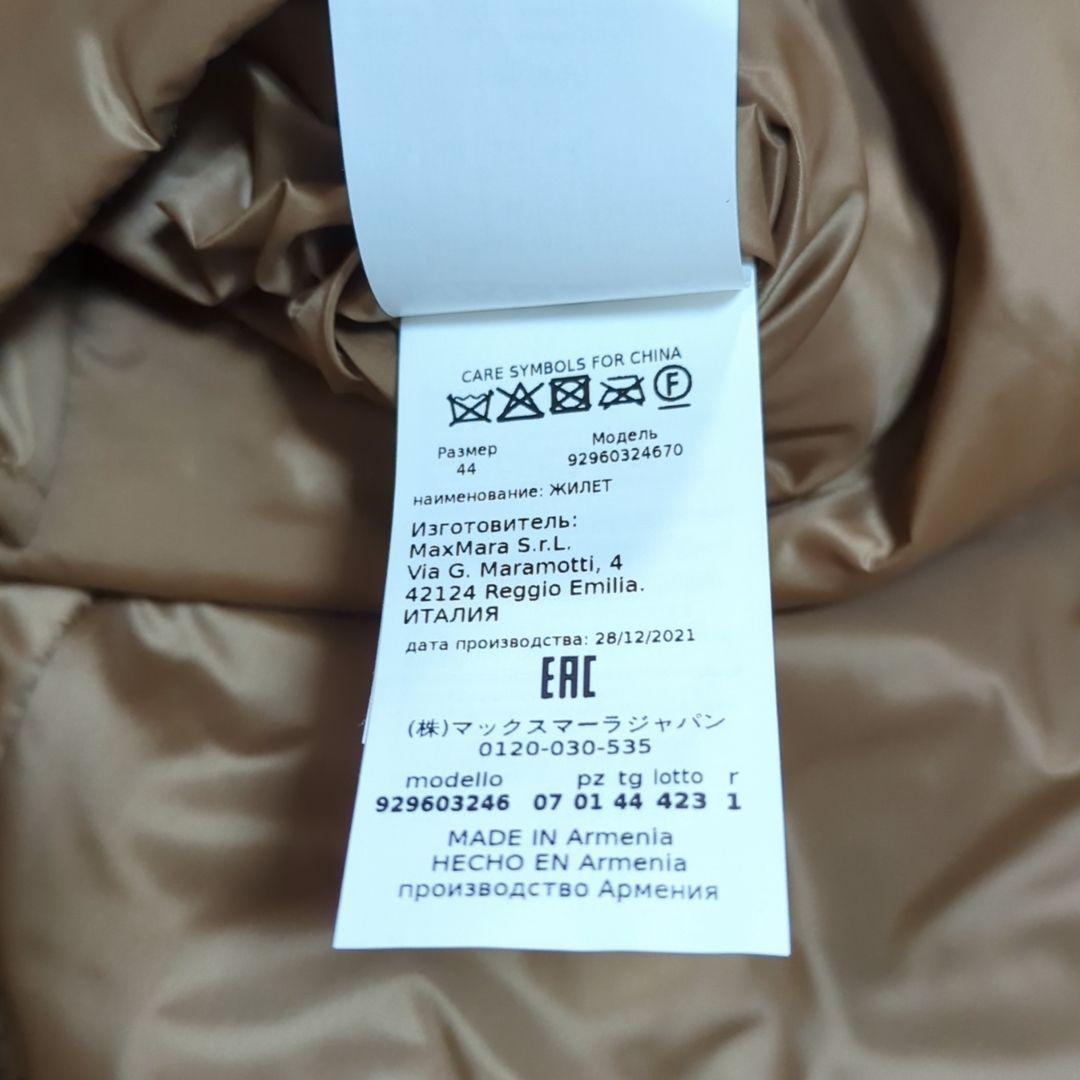 CARE SYMBOLS FOR CHINA
F
Размер Модель
44 92960324670
наименование: ЖИЛЕТ
Изготовитель:
MaxMara S.r.L.
Via G. Maramotti, 4
42124 Reggio Emilia.
ИТАЛИЯ
дата производства: 28/12/2021
EAC
(株)マックスマーラジャパン
0120-030-535
modello pz tg lotto r
929603246 07 01 44 423 1
MADE IN Armenia
HECHO EN Armenia
производство Армения